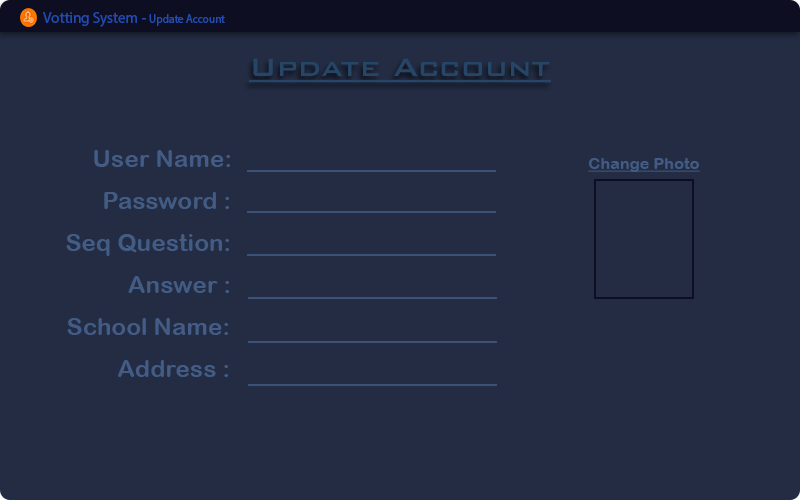 Votting System - Update Account
Update Account
User Name:
Change Photo
Password :
Seq Question:
Answer :
School Name:
Address :